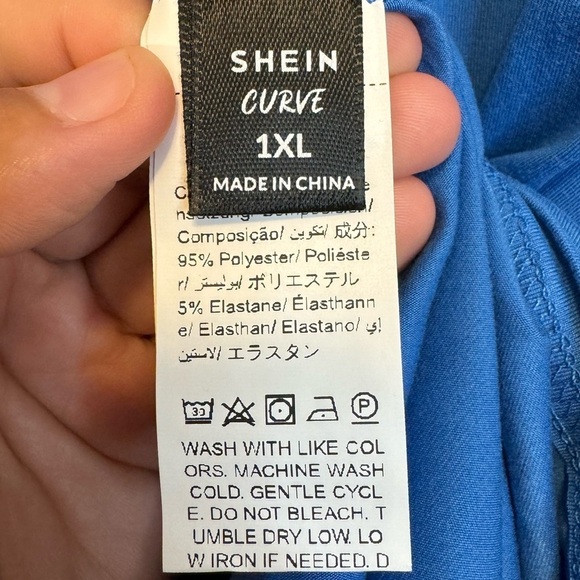 SHEIN
CURVE
1XL
MADE IN CHINA
Composição/ تكوين/ 成分:
95% Polyester/ Polyéste
r/ بوليستر/ ポリエステル
5% Elastane/ Élasthann
e/ Elasthan/ Elastano/ إي
لاستين/ エラスタン
30
P
WASH WITH LIKE COL
ORS. MACHINE WASH
COLD. GENTLE CYCL
E. DO NOT BLEACH. T
UMBLE DRY LOW. LO
W IRON IF NEEDED. D